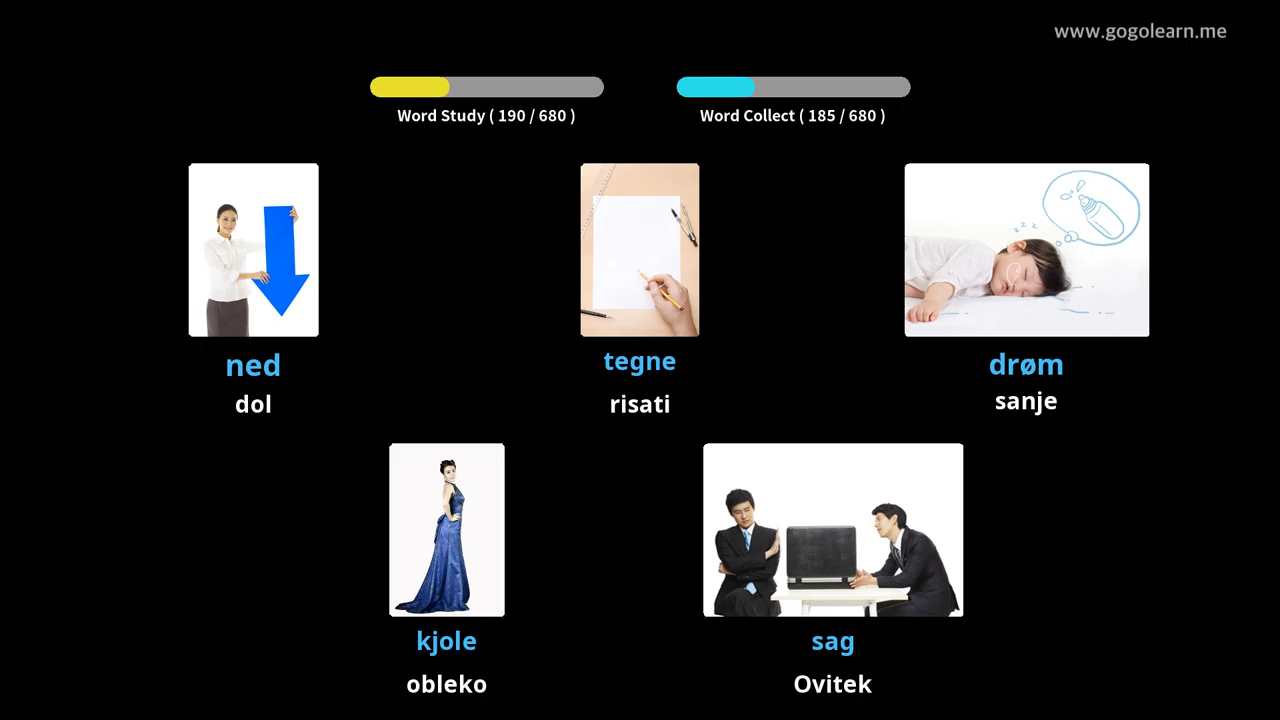 www.gogolearn.me
Word Study ( 190 / 680 )
Word Collect ( 185 / 680 )
ned
dol
tegne
risati
drøm
sanje
kjole
obleko
sag
Ovitek